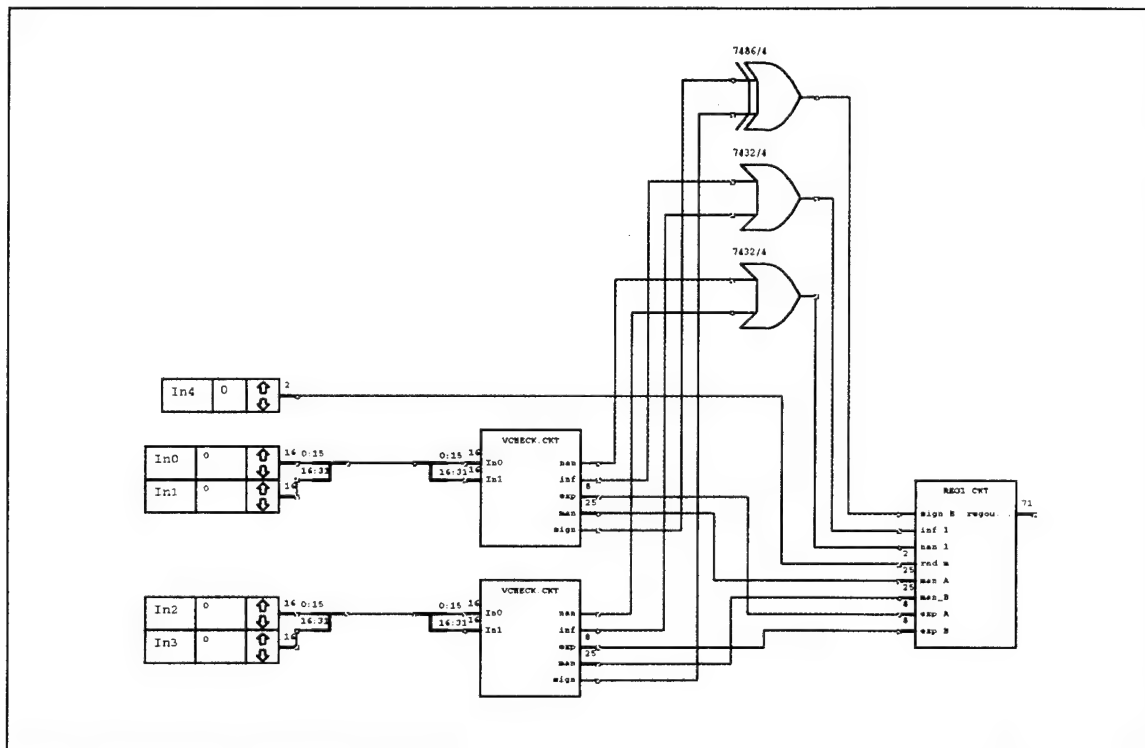 7486/4
7432/4
7432/4
In4 0
2
In0 0
In1 0
16 0:15
16:31
16
0:15 16
16:31 16
VCHECK.CKT
In0 nan
In1 inf
exp
man
sign
8
25
In2 0
In3 0
16 0:15
16:31
16
0:15 16
16:31 16
VCHECK.CKT
In0 nan
In1 inf
exp
man
sign
8
25
REG1 CKT
sign B regou...
inf 1
nan 1
rnd m
man A
man_B
exp A
exp B
2
25
25
8
8
71